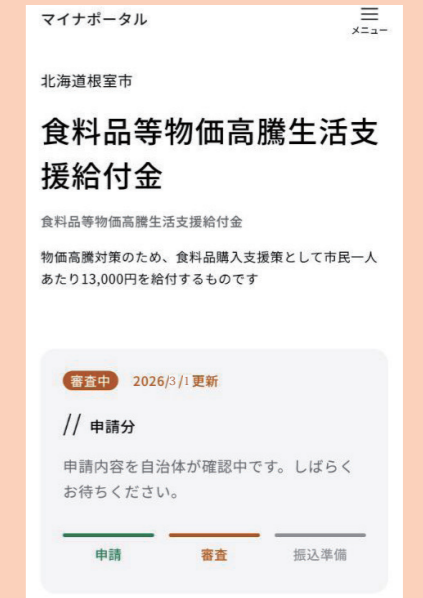 マイナポータル
メニュー
北海道根室市
食料品等物価高騰生活支
援給付金
食料品等物価高騰生活支援給付金
物価高騰対策のため、食料品購入支援策として市民一人
あたり13,000円を給付するものです
審査中 2026/3/1更新
// 申請分
申請内容を自治体が確認中です。しばらく
お待ちください。
申請 審査 振込準備